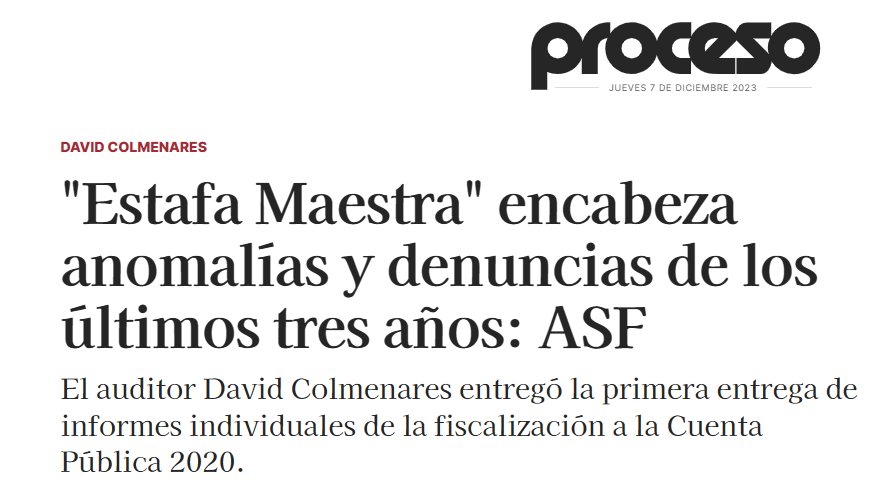 proceso
JUEVES 7 DE DICIEMBRE 2023
DAVID COLMENARES
"Estafa Maestra" encabeza
anomalías y denuncias de los
últimos tres años: ASF
El auditor David Colmenares entregó la primera entrega de
informes individuales de la fiscalización a la Cuenta
Pública 2020.